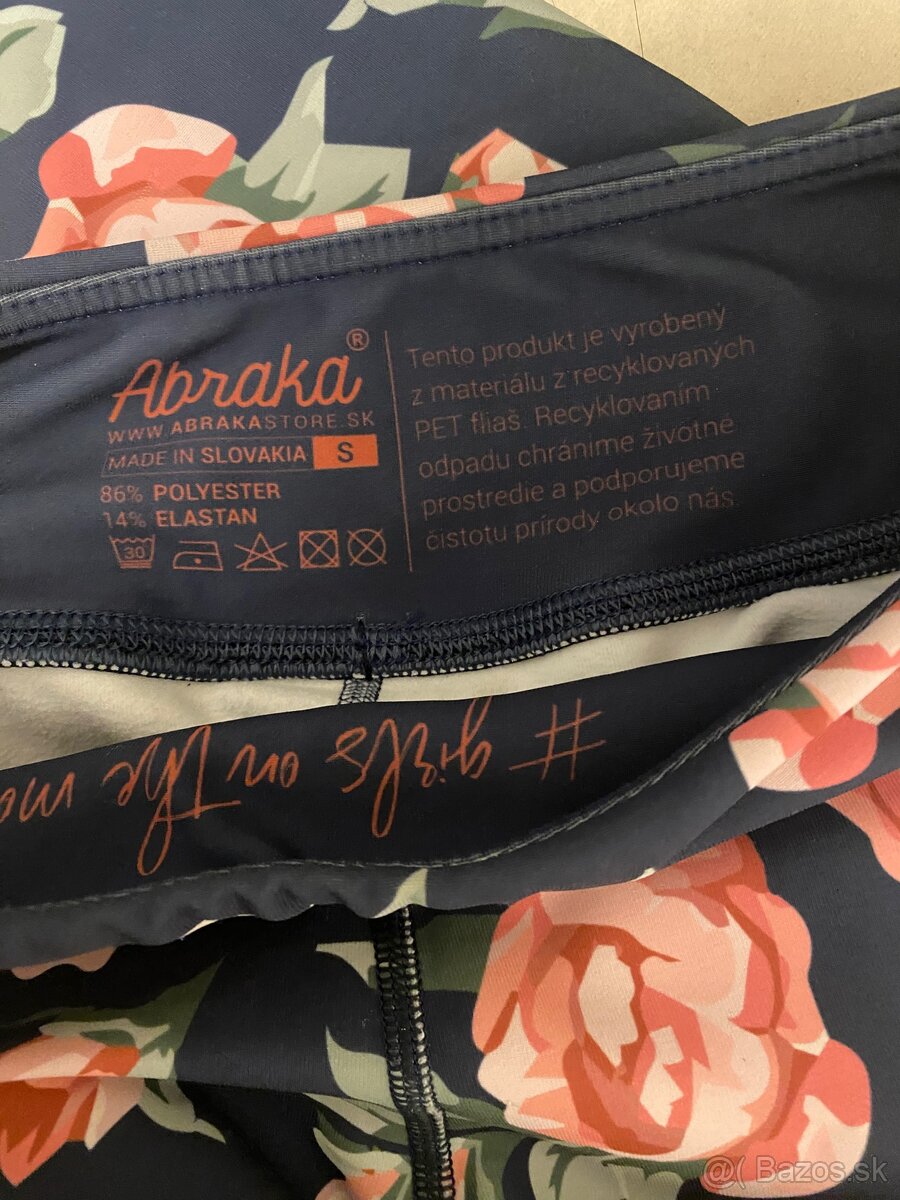 Abraka®
WWW.ABRAKASTORE.SK
MADE IN SLOVAKIA S
86% POLYESTER
14% ELASTAN
30
Tento produkt je vyrobený
z materiálu z recyklovaných
PET fliaš. Recyklovaním
odpadu chránime životné
prostredie a podporujeme
čistotu prírody okolo nás.
#girls on the mo
@( Bazos.sk